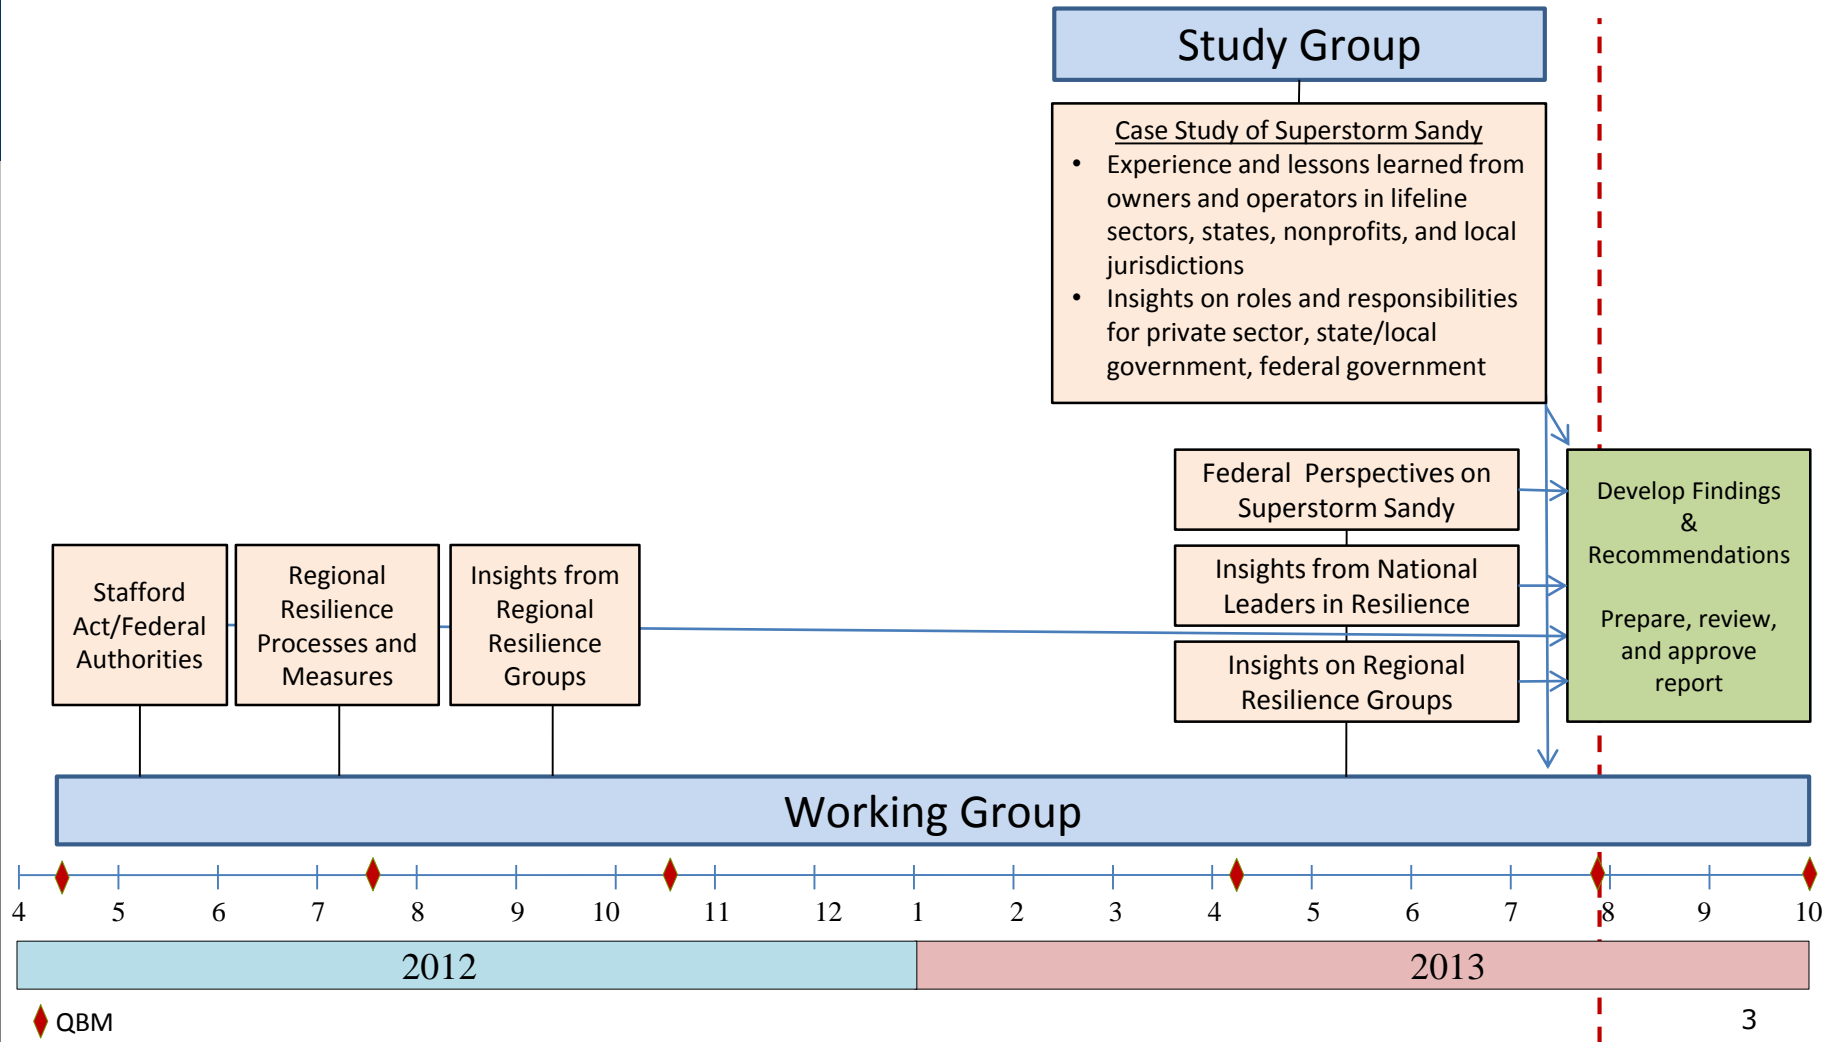 Study Group
Case Study of Superstorm Sandy
• Experience and lessons learned from
owners and operators in lifeline
sectors, states, nonprofits, and local
jurisdictions
• Insights on roles and responsibilities
for private sector, state/local
government, federal government
Federal Perspectives on
Superstorm Sandy
Insights from National
Leaders in Resilience
Insights on Regional
Resilience Groups
Develop Findings
&
Recommendations
Prepare, review,
and approve
report
Stafford
Act/Federal
Authorities
Regional
Resilience
Processes and
Measures
Insights from
Regional
Resilience
Groups
Working Group
4 5 6 7 8 9 10 11 12 1 2 3 4 5 6 7 8 9 10
2012 2013
QBM
3